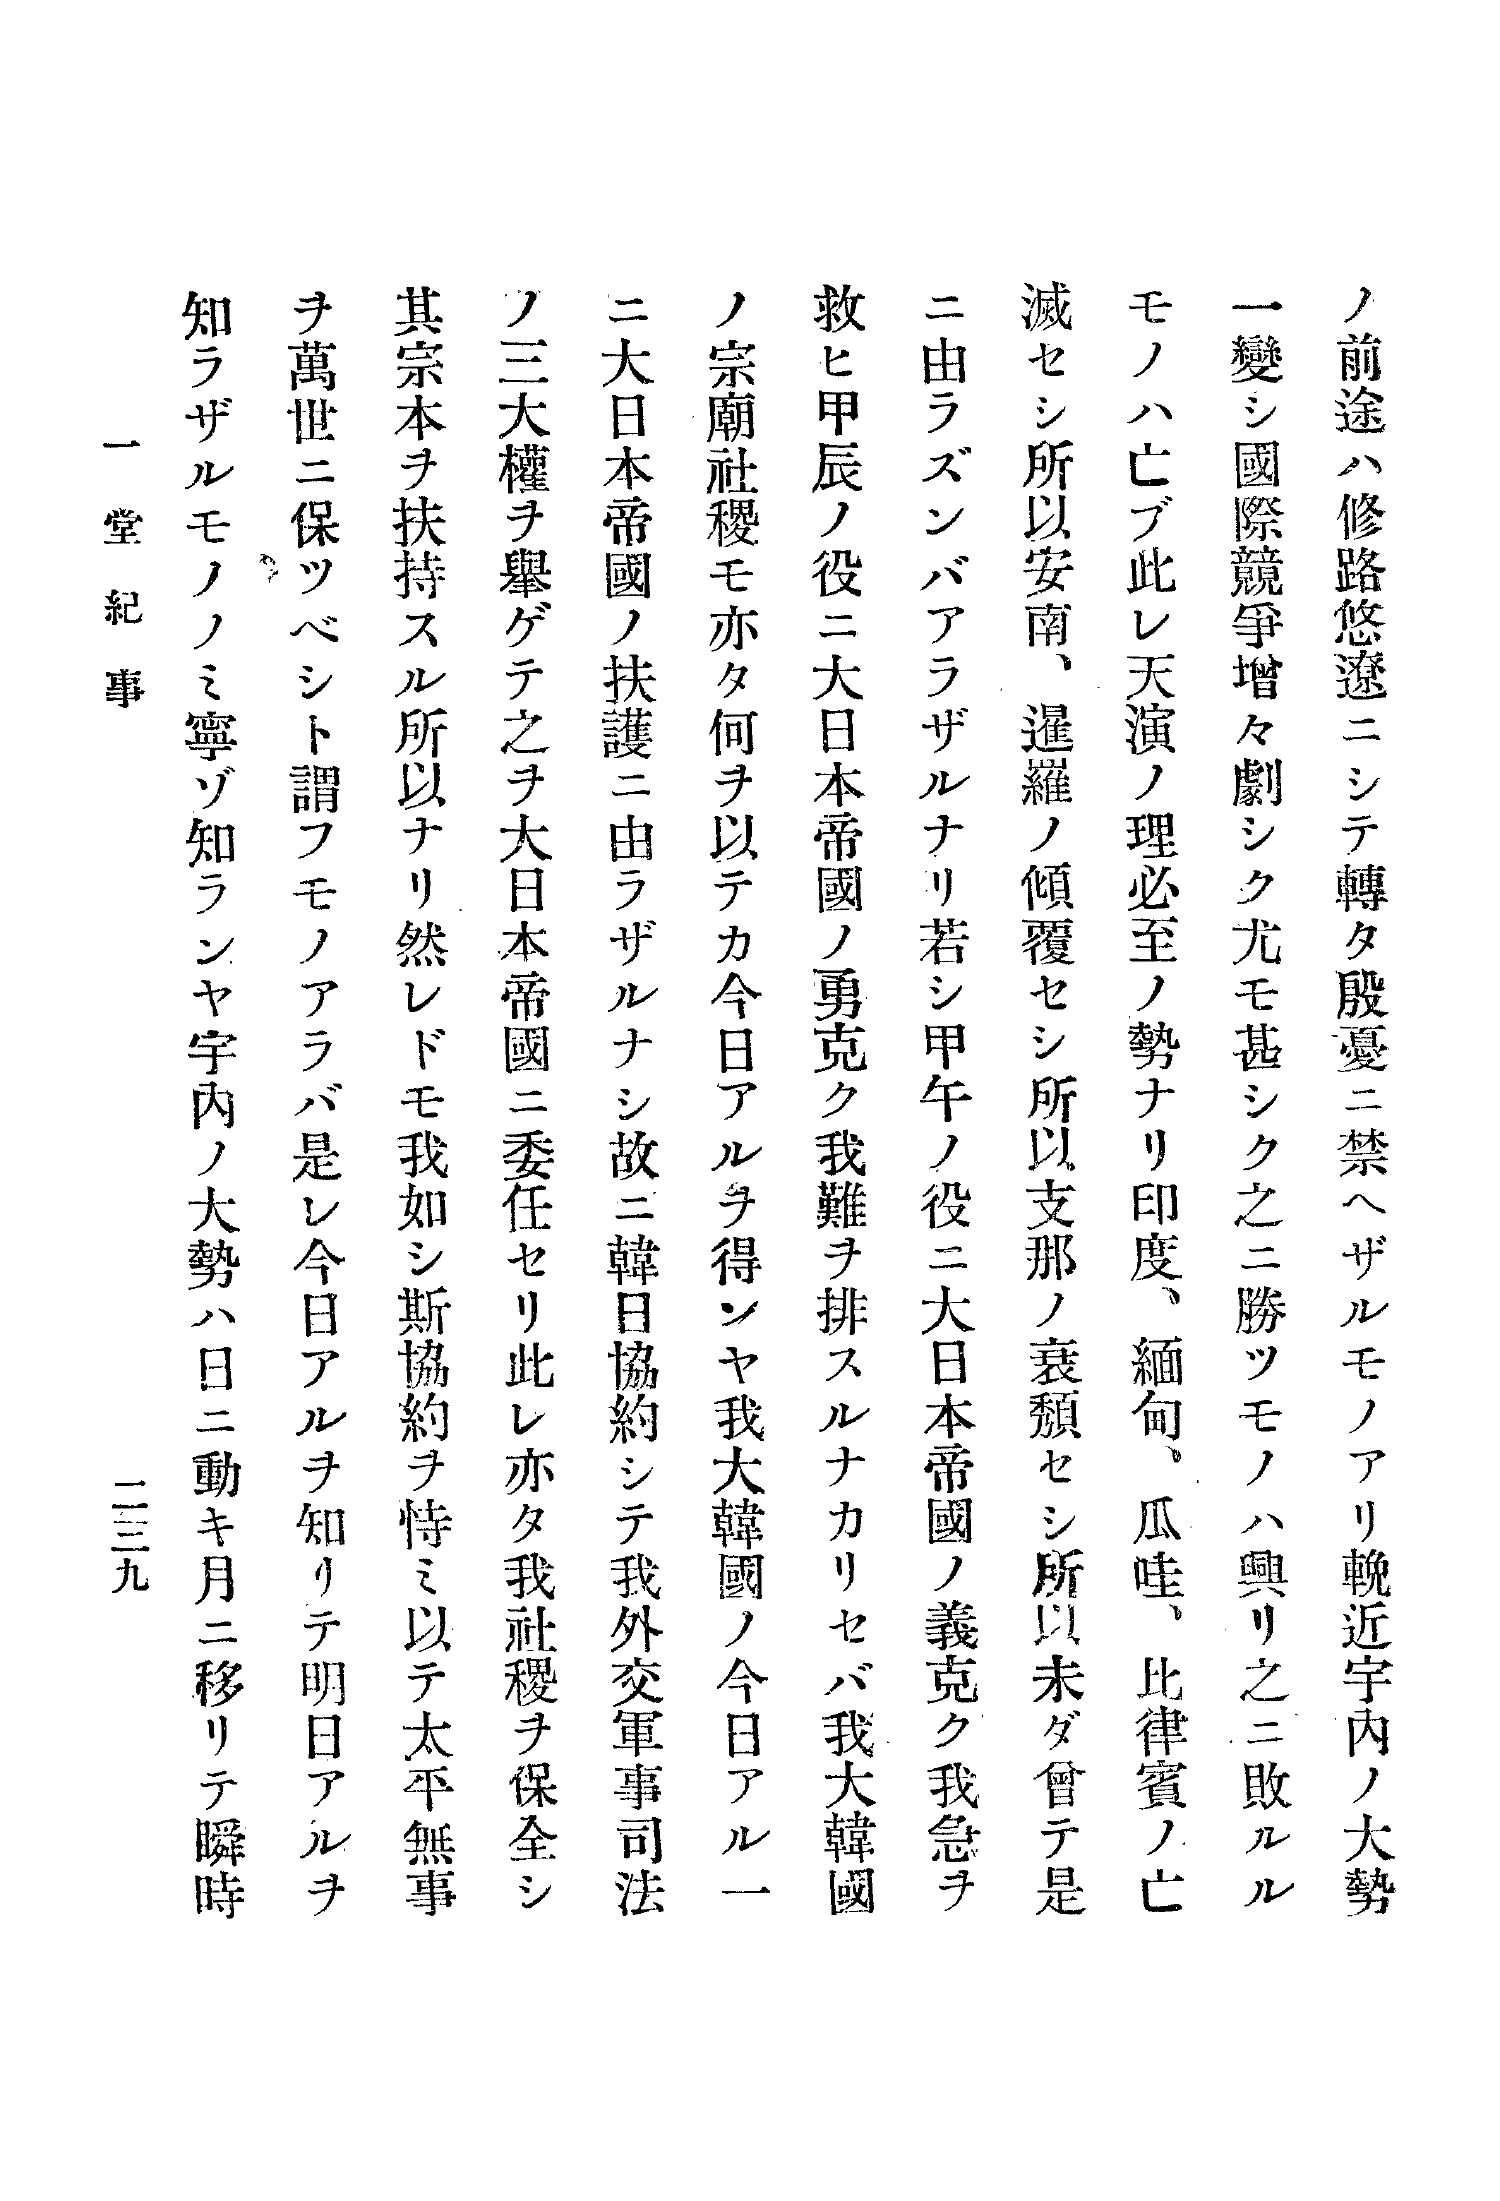 ノ前途ハ修路悠遼ニシテ轉タ殷憂ニ禁ヘザルモノアリ輓近宇内ノ大勢
一變シ國際競爭增々劇シク尤モ甚シク之ニ勝ツモノハ興リ之ニ敗ルル
モノハ亡ブ此レ天演ノ理必至ノ勢ナリ印度、緬甸、瓜哇、比律賓ノ亡
滅セシ所以安南、暹羅ノ傾覆セシ所以支那ノ衰頽セシ所以未ダ曾テ是
ニ由ラズンバアラザルナリ若シ甲午ノ役ニ大日本帝國ノ義克ク我急ヲ
救ヒ甲辰ノ役ニ大日本帝國ノ勇克ク我難ヲ排スルナカリセバ我大韓國
ノ宗廟社稷モ亦タ何ヲ以テカ今日アルヲ得ンヤ我大韓國ノ今日アル一
ニ大日本帝國ノ扶護ニ由ラザルナシ故ニ韓日協約シテ我外交軍事司法
ノ三大權ヲ擧ゲテ之ヲ大日本帝國ニ委任セリ此レ亦タ我社稷ヲ保全シ
其宗本ヲ扶持スル所以ナリ然レドモ我如シ斯協約ヲ恃ミ以テ太平無事
ヲ萬世ニ保ツベシト謂フモノアラバ是レ今日アルヲ知リテ明日アルヲ
知ラザルモノノミ寧ゾ知ランヤ宇内ノ大勢ハ日ニ動キ月ニ移リテ瞬時
一堂紀事
二三九